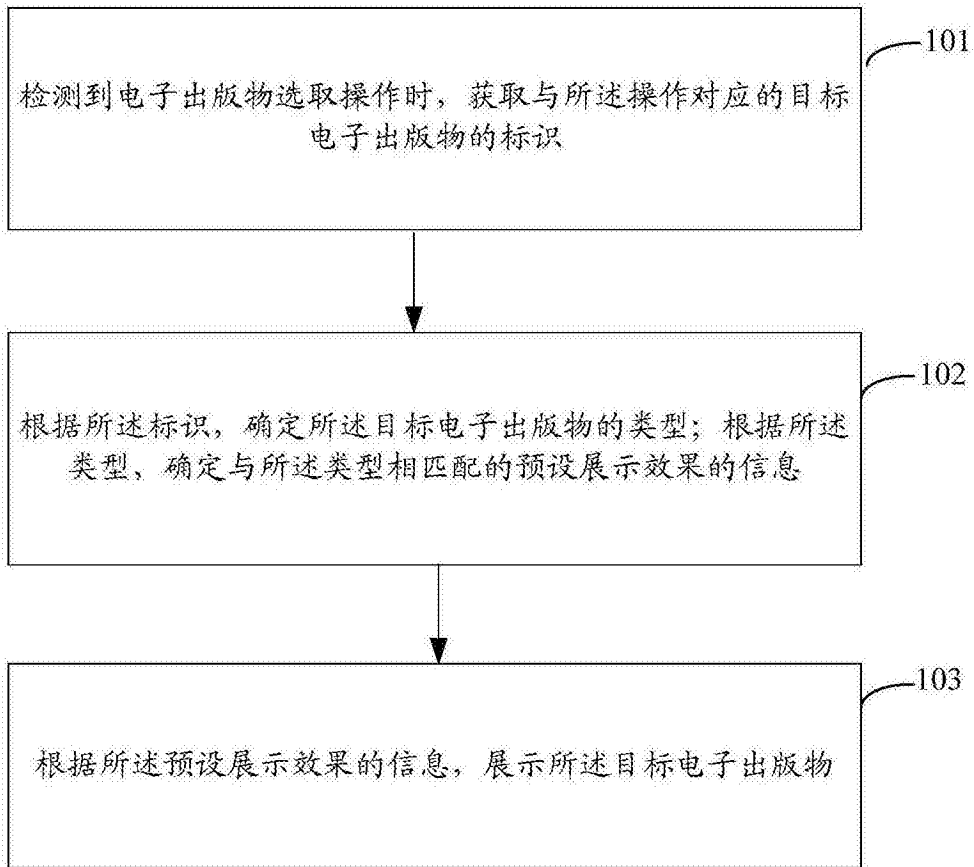 检测到电子出版物选取操作时，获取与所述操作对应的目标
电子出版物的标识
101
根据所述标识，确定所述目标电子出版物的类型；根据所述
类型、确定与所述类型相匹配的预设展示效果的信息
102
根据所述预设展示效果的信息，展示所述目标电子出版物
103